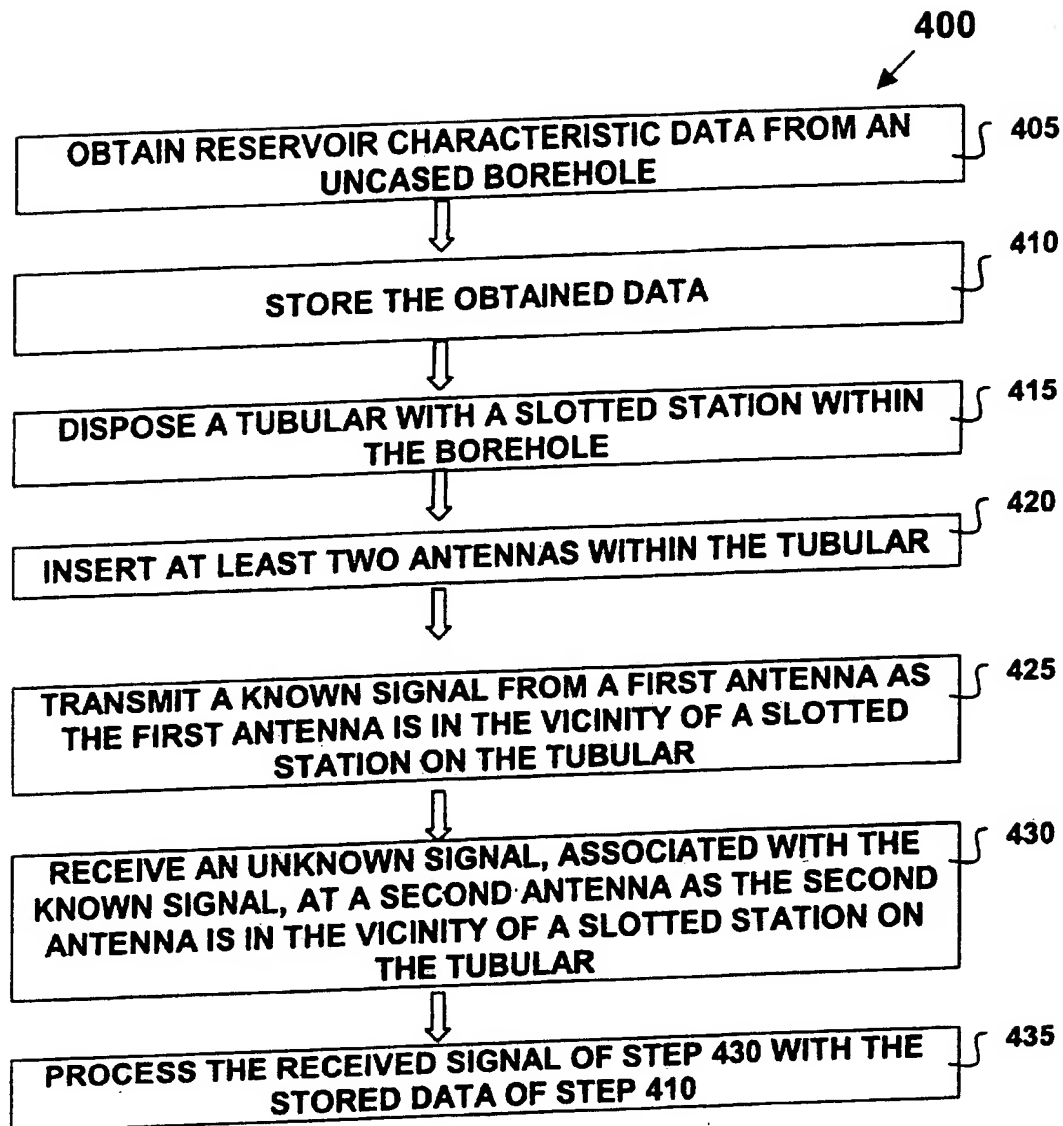 400
OBTAIN RESERVOIR CHARACTERISTIC DATA FROM AN
UNCASED BOREHOLE
405
STORE THE OBTAINED DATA
410
DISPOSE A TUBULAR WITH A SLOTTED STATION WITHIN
THE BOREHOLE
415
INSERT AT LEAST TWO ANTENNAS WITHIN THE TUBULAR
420
TRANSMIT A KNOWN SIGNAL FROM A FIRST ANTENNA AS
THE FIRST ANTENNA IS IN THE VICINITY OF A SLOTTED
STATION ON THE TUBULAR
425
RECEIVE AN UNKNOWN SIGNAL, ASSOCIATED WITH THE
KNOWN SIGNAL, AT A SECOND ANTENNA AS THE SECOND
ANTENNA IS IN THE VICINITY OF A SLOTTED STATION ON
THE TUBULAR
430
PROCESS THE RECEIVED SIGNAL OF STEP 430 WITH THE
STORED DATA OF STEP 410
435